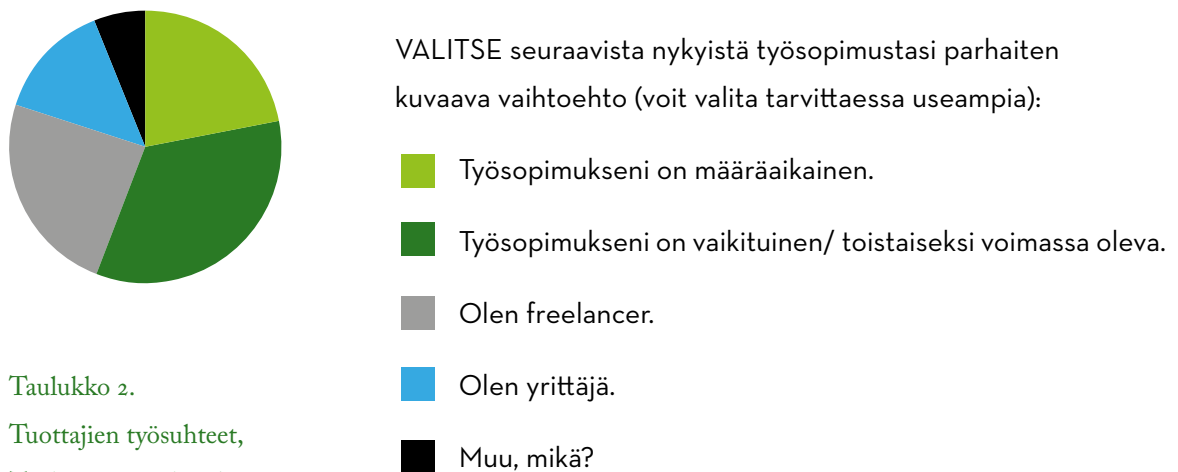 VALITSE seuraavista nykyistä työsopimustasi parhaiten
kuvaava vaihtoehto (voit valita tarvittaessa useampia):
Työsopimukseni on määräaikainen.
Työsopimukseni on vaikituinen/ toistaiseksi voimassa oleva.
Olen freelancer.
Olen yrittäjä.
Muu, mikä?
Taulukko 2.
Tuottajien työsuhteet,